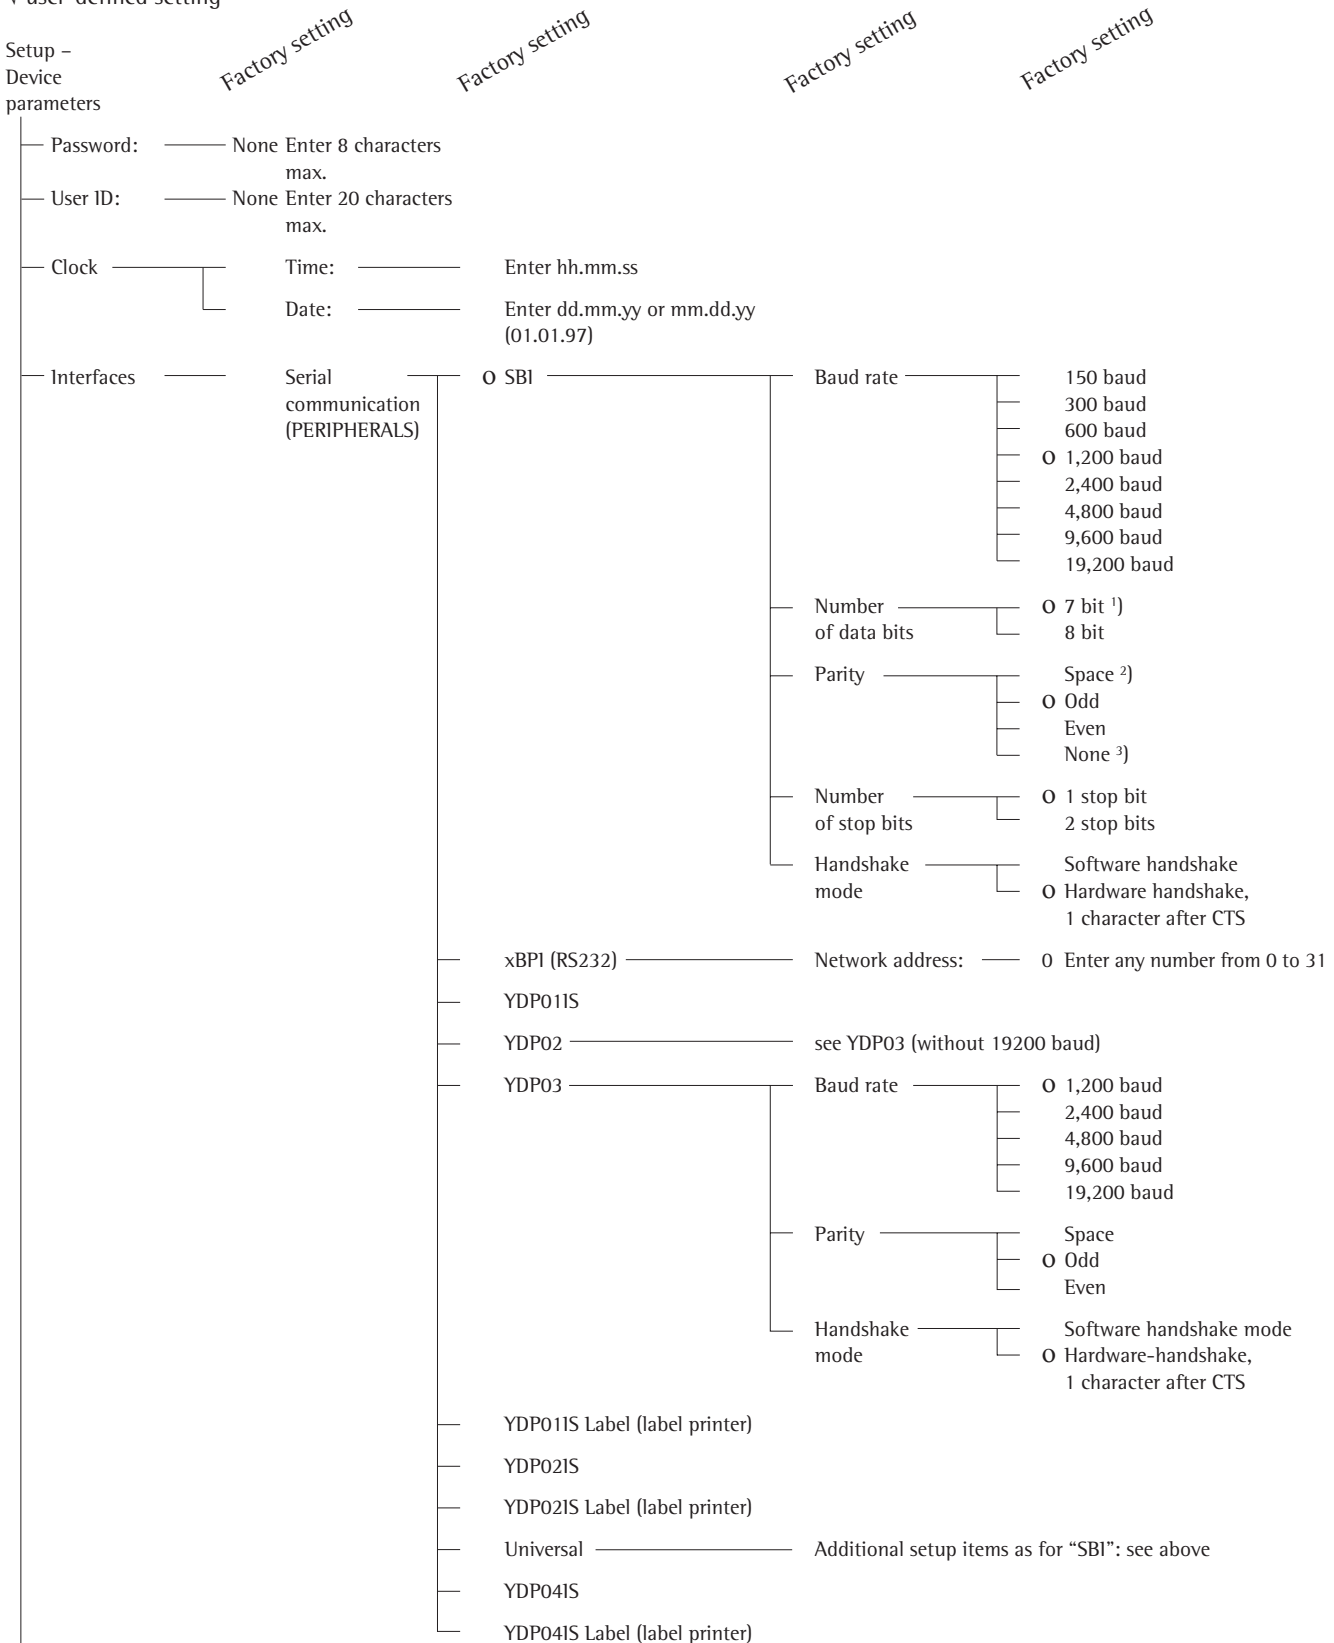 √ user-defined setting
Setup –
Device
parameters
Factory setting
Factory setting
Factory setting
Factory setting
Password: None Enter 8 characters
max.
User ID: None Enter 20 characters
max.
Clock Time: Enter hh.mm.ss
Date: Enter dd.mm.yy or mm.dd.yy
(01.01.97)
Interfaces Serial o SBI Baud rate 150 baud
communication 300 baud
(PERIPHERALS) 600 baud
o 1,200 baud
2,400 baud
4,800 baud
9,600 baud
19,200 baud
Number o 7 bit ¹)
of data bits 8 bit
Parity Space ²)
o Odd
Even
None ³)
Number o 1 stop bit
of stop bits 2 stop bits
Handshake Software handshake
mode o Hardware handshake,
1 character after CTS
xBPI (RS232) Network address: 0 Enter any number from 0 to 31
YDP01IS
YDP02 see YDP03 (without 19200 baud)
YDP03 Baud rate o 1,200 baud
2,400 baud
4,800 baud
9,600 baud
19,200 baud
Parity Space
o Odd
Even
Handshake Software handshake mode
mode o Hardware-handshake,
1 character after CTS
YDP01IS Label (label printer)
YDP02IS
YDP02IS Label (label printer)
Universal Additional setup items as for “SBI”: see above
YDP04IS
YDP04IS Label (label printer)